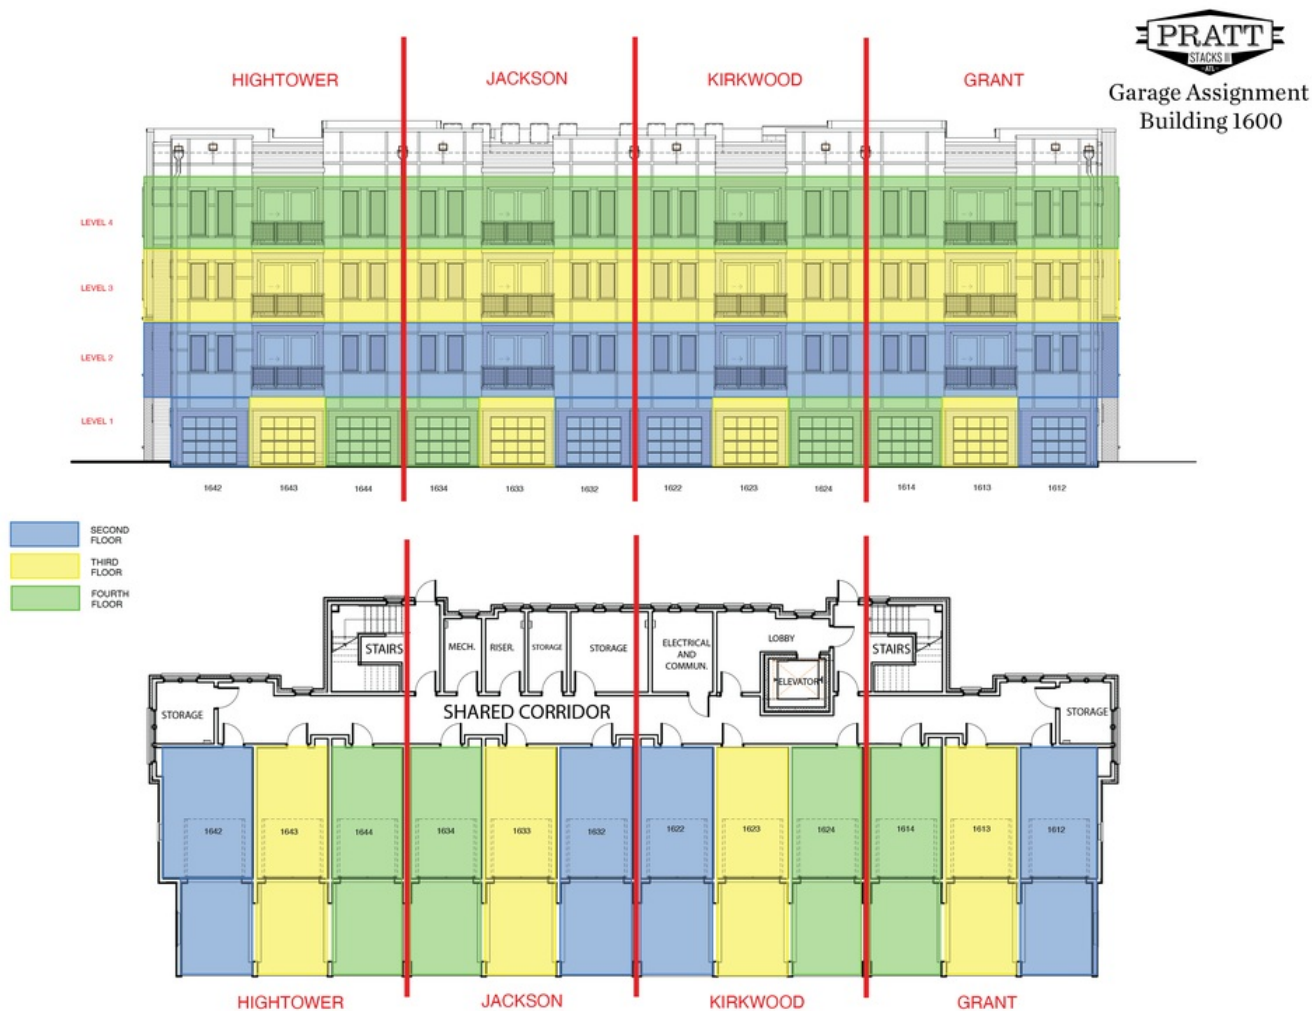 PRATT
STACKS III
-ATL-
Garage Assignment
Building 1600
HIGHTOWER
JACKSON
KIRKWOOD
GRANT
LEVEL 4
LEVEL 3
LEVEL 2
LEVEL 1
1642
1643
1644
1634
1633
1632
1622
1623
1624
1614
1613
1612
SECOND
FLOOR
THIRD
FLOOR
FOURTH
FLOOR
STAIRS
MECH.
RISER.
STORAGE
STORAGE
ELECTRICAL
AND
COMMUN.
LOBBY
ELEVATOR
STAIRS
STORAGE
SHARED CORRIDOR
STORAGE
1642
1643
1644
1634
1633
1632
1622
1623
1624
1614
1613
1612
HIGHTOWER
JACKSON
KIRKWOOD
GRANT